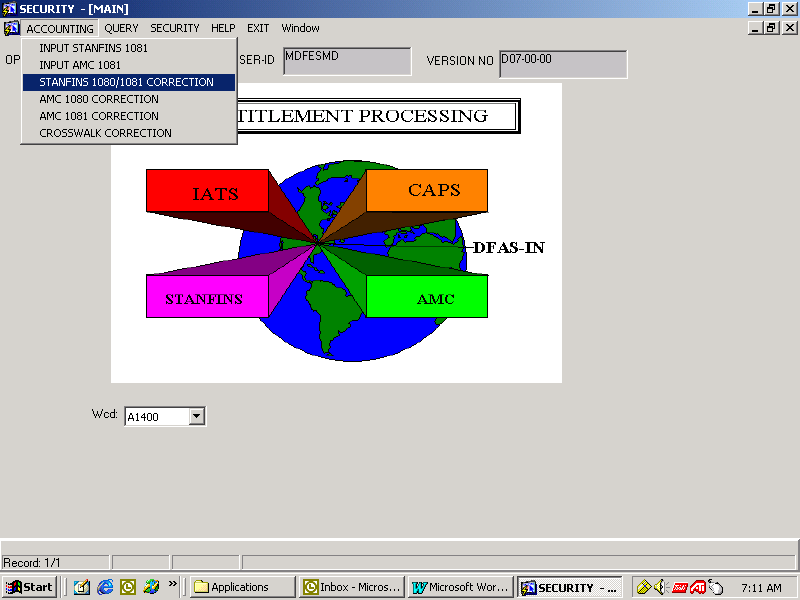 SECURITY - [MAIN]
ACCOUNTING QUERY SECURITY HELP EXIT Window
INPUT STANFINS 1081
INPUT AMC 1081
STANFINS 1080/1081 CORRECTION
AMC 1080 CORRECTION
AMC 1081 CORRECTION
CROSSWALK CORRECTION
OP SER-ID MDFESMD VERSION NO D07-00-00
TITLEMENT PROCESSING
IATS CAPS
DFAS-IN
STANFINS AMC
Wcd: A1400
Record: 1/1
Start » Applications Inbox - Micros... Microsoft Wor... SECURITY - ... 7:11 AM